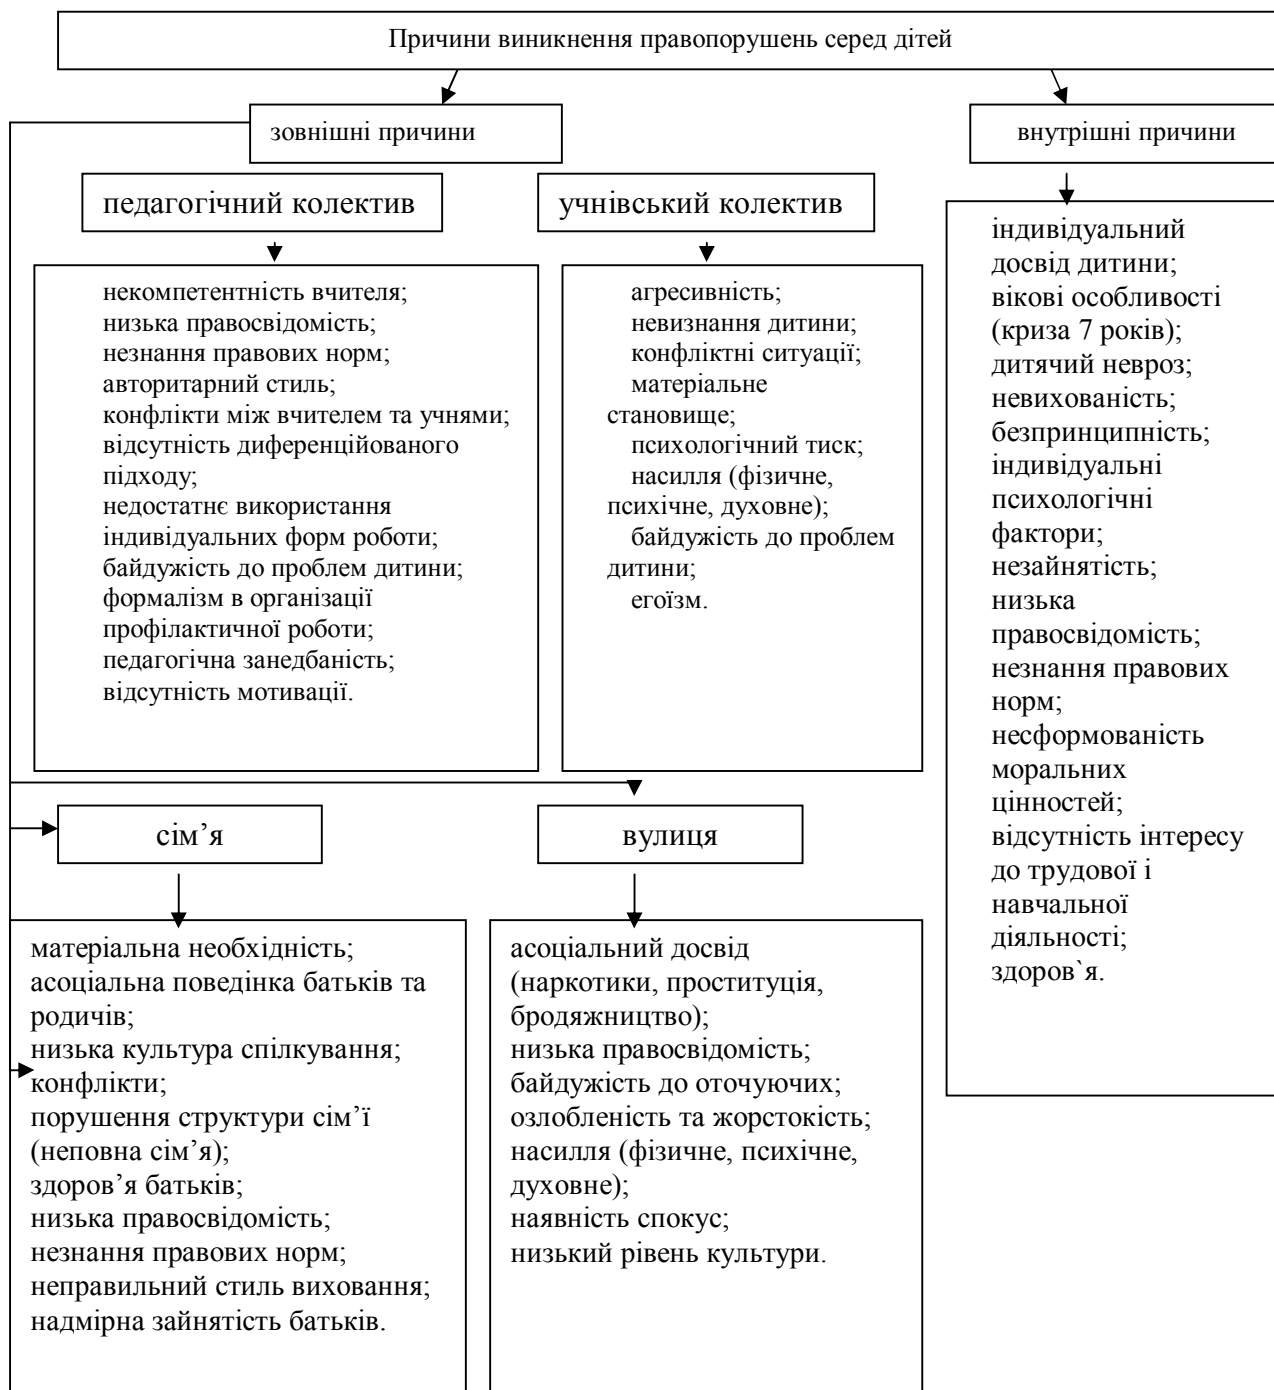 Причини виникнення правопорушень серед дітей
зовнішні причини
внутрішні причини
педагогічний колектив
учнівський колектив
некомпетентність вчителя;
низька правосвідомість;
незнання правових норм;
авторитарний стиль;
конфлікти між вчителем та учнями;
відсутність диференційованого
підходу;
недостатнє використання
індивідуальних форм роботи;
байдужість до проблем дитини;
формалізм в організації
профілактичної роботи;
педагогічна занедбаність;
відсутність мотивації.
агресивність;
невизнання дитини;
конфліктні ситуації;
матеріальне
становище;
психологічний тиск;
насилля (фізичне,
психічне, духовне);
байдужість до проблем
дитини;
егоїзм.
індивідуальний
досвід дитини;
вікові особливості
(криза 7 років);
дитячий невроз;
невихованість;
безпринципність;
індивідуальні
психологічні
фактори;
незайнятість;
низька
правосвідомість;
незнання правових
норм;
несформованість
моральних
цінностей;
відсутність інтересу
до трудової і
навчальної
діяльності;
здоров`я.
сім’я
вулиця
матеріальна необхідність;
асоціальна поведінка батьків та
родичів;
низька культура спілкування;
конфлікти;
порушення структури сім’ї
(неповна сім’я);
здоров’я батьків;
низька правосвідомість;
незнання правових норм;
неправильний стиль виховання;
надмірна зайнятість батьків.
асоціальний досвід
(наркотики, проституція,
бродяжництво);
низька правосвідомість;
байдужість до оточуючих;
озлобленість та жорстокість;
насилля (фізичне, психічне,
духовне);
наявність спокус;
низький рівень культури.